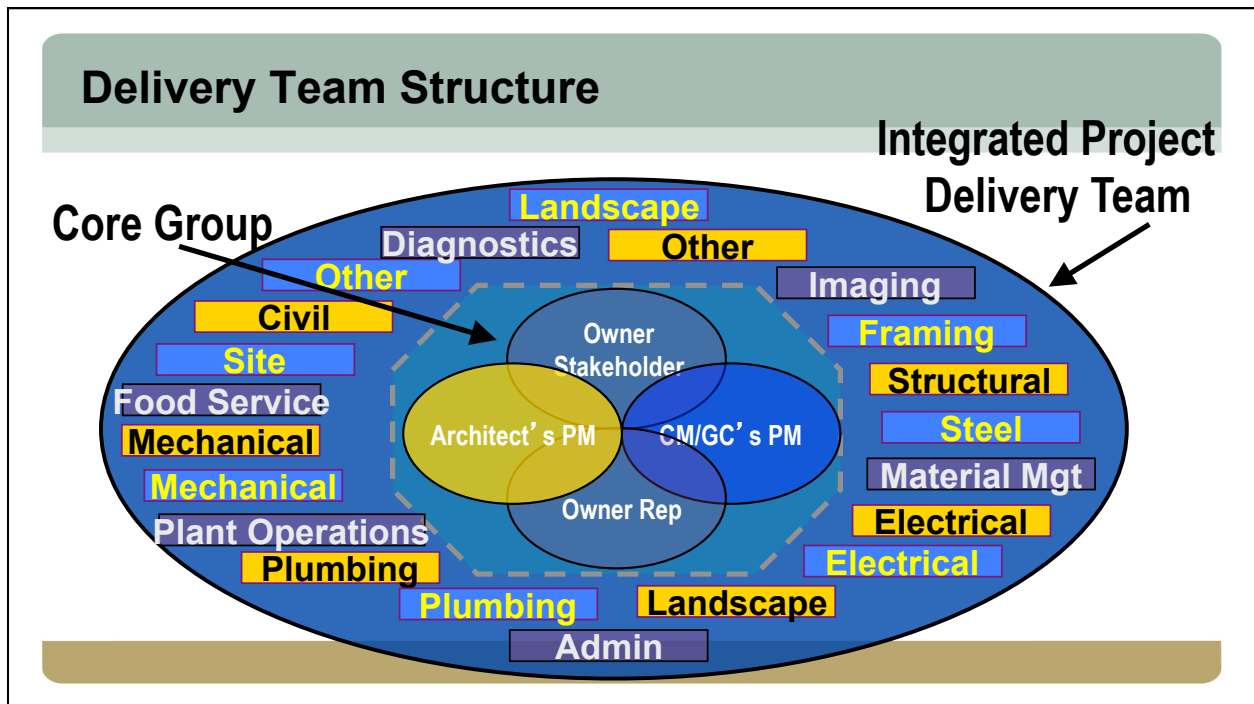 Delivery Team Structure
Integrated Project
Delivery Team
Core Group
Landscape
Diagnostics
Other
Other
Imaging
Civil
Framing
Site
Structural
Food Service
Steel
Mechanical
Material Mgt
Mechanical
Electrical
Plant Operations
Electrical
Plumbing
Plumbing
Landscape
Admin
Owner
Stakeholder
Architect's PM
CM/GC's PM
Owner Rep